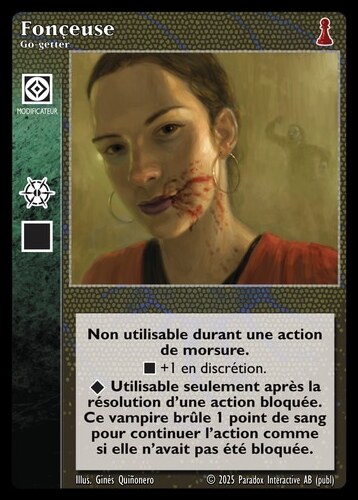 Fonçeuse
Go-getter
MODIFICATEUR
Non utilisable durant une action
de morsure.
+1 en discrétion.
Utilisable seulement après la
résolution d'une action bloquée.
Ce vampire brûle 1 point de sang
pour continuer l'action comme
si elle n'avait pas été bloquée.
Illus. Ginés Quiñonero © 2025 Paradox Interactive AB (publ)